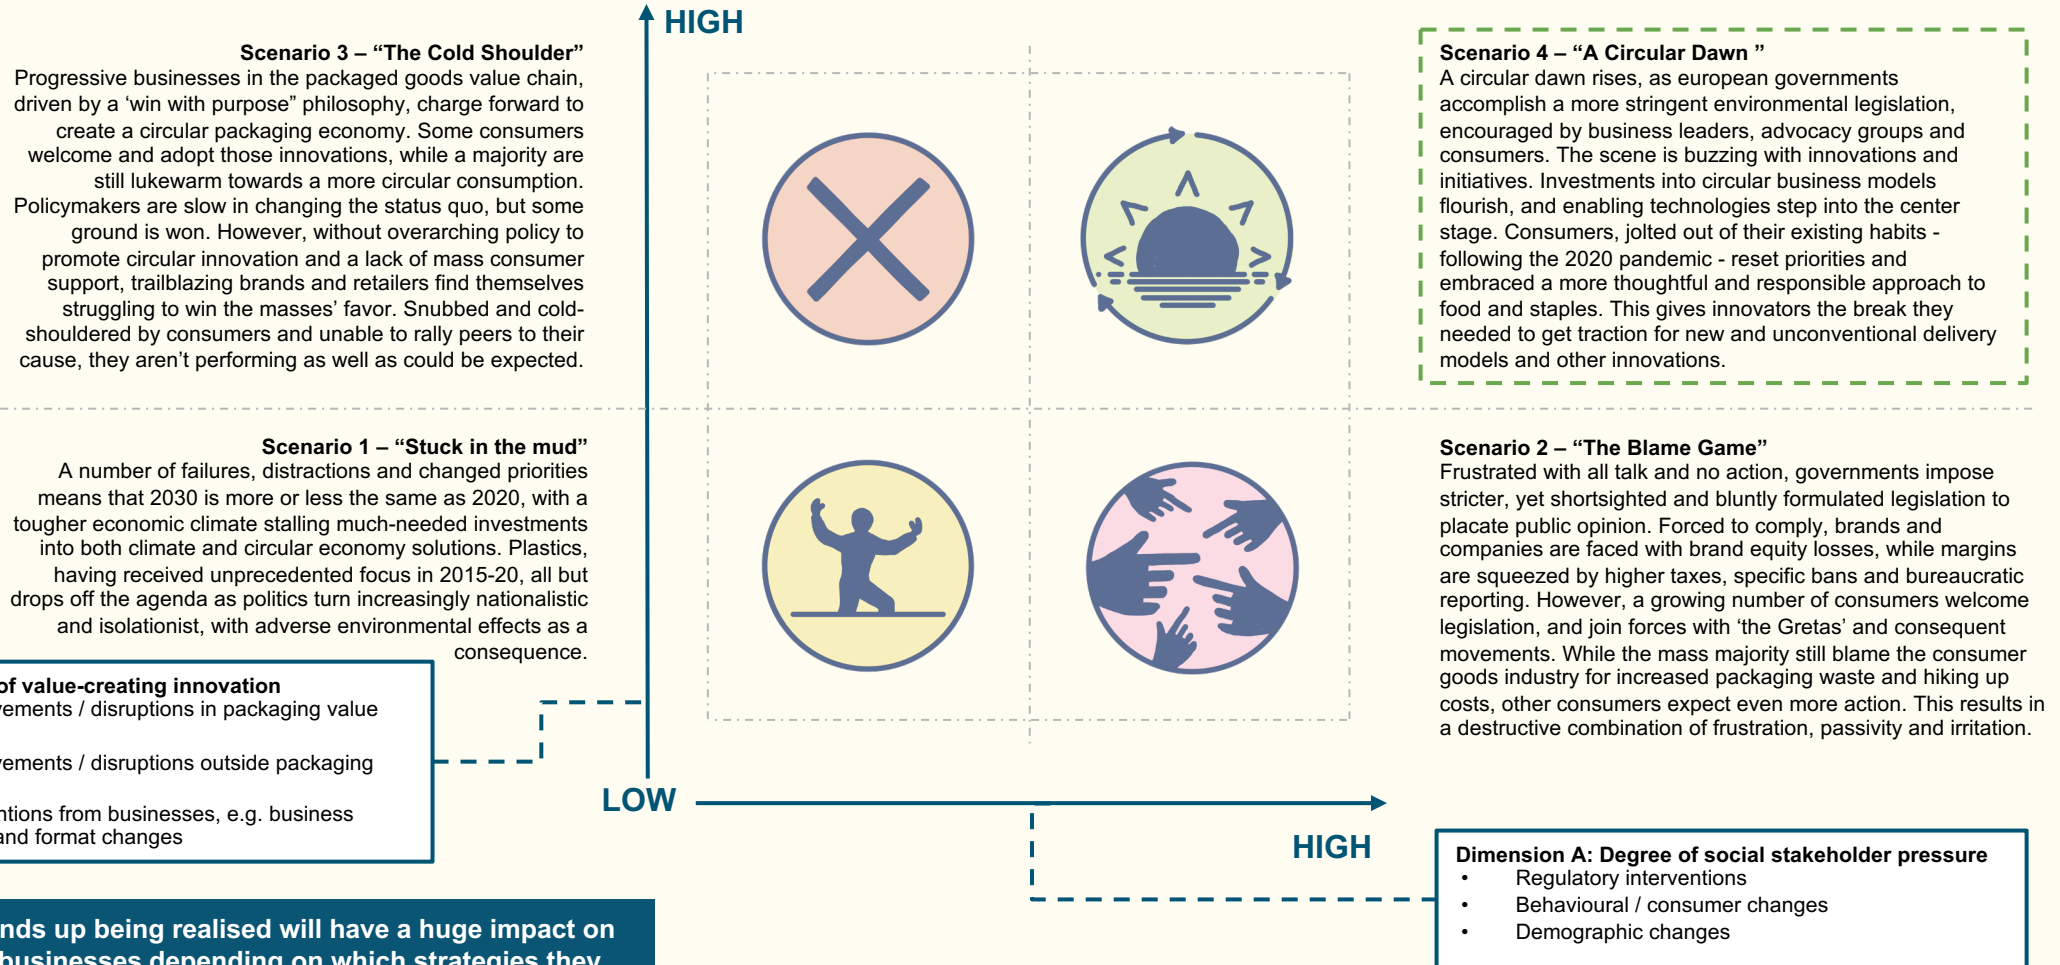 HIGH
Scenario 3 – “The Cold Shoulder”
Progressive businesses in the packaged goods value chain,
driven by a ‘win with purpose” philosophy, charge forward to
create a circular packaging economy. Some consumers
welcome and adopt those innovations, while a majority are
still lukewarm towards a more circular consumption.
Policymakers are slow in changing the status quo, but some
ground is won. However, without overarching policy to
promote circular innovation and a lack of mass consumer
support, trailblazing brands and retailers find themselves
struggling to win the masses’ favor. Snubbed and cold-
shouldered by consumers and unable to rally peers to their
cause, they aren’t performing as well as could be expected.
Scenario 4 – “A Circular Dawn ”
A circular dawn rises, as european governments
accomplish a more stringent environmental legislation,
encouraged by business leaders, advocacy groups and
consumers. The scene is buzzing with innovations and
initiatives. Investments into circular business models
flourish, and enabling technologies step into the center
stage. Consumers, jolted out of their existing habits -
following the 2020 pandemic - reset priorities and
embraced a more thoughtful and responsible approach to
food and staples. This gives innovators the break they
needed to get traction for new and unconventional delivery
models and other innovations.
Scenario 1 – “Stuck in the mud”
A number of failures, distractions and changed priorities
means that 2030 is more or less the same as 2020, with a
tougher economic climate stalling much-needed investments
into both climate and circular economy solutions. Plastics,
having received unprecedented focus in 2015-20, all but
drops off the agenda as politics turn increasingly nationalistic
and isolationist, with adverse environmental effects as a
consequence.
Scenario 2 – “The Blame Game”
Frustrated with all talk and no action, governments impose
stricter, yet shortsighted and bluntly formulated legislation to
placate public opinion. Forced to comply, brands and
companies are faced with brand equity losses, while margins
are squeezed by higher taxes, specific bans and bureaucratic
reporting. However, a growing number of consumers welcome
legislation, and join forces with ‘the Gretas’ and consequent
movements. While the mass majority still blame the consumer
goods industry for increased packaging waste and hiking up
costs, other consumers expect even more action. This results in
a destructive combination of frustration, passivity and irritation.
of value-creating innovation
vements / disruptions in packaging value
vements / disruptions outside packaging
ntions from businesses, e.g. business
and format changes
LOW
HIGH
Dimension A: Degree of social stakeholder pressure
• Regulatory interventions
• Behavioural / consumer changes
• Demographic changes
nds up being realised will have a huge impact on
businesses depending on which strategies they